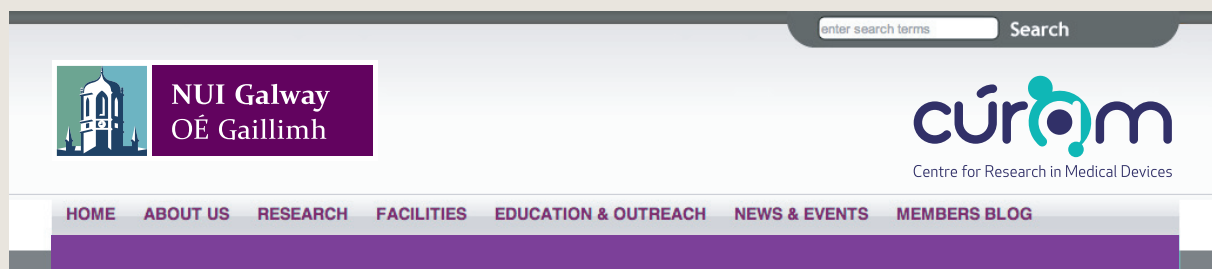 enter search terms Search
NUI Galway
OÉ Gaillimh
cúram
Centre for Research in Medical Devices
HOME ABOUT US RESEARCH FACILITIES EDUCATION & OUTREACH NEWS & EVENTS MEMBERS BLOG